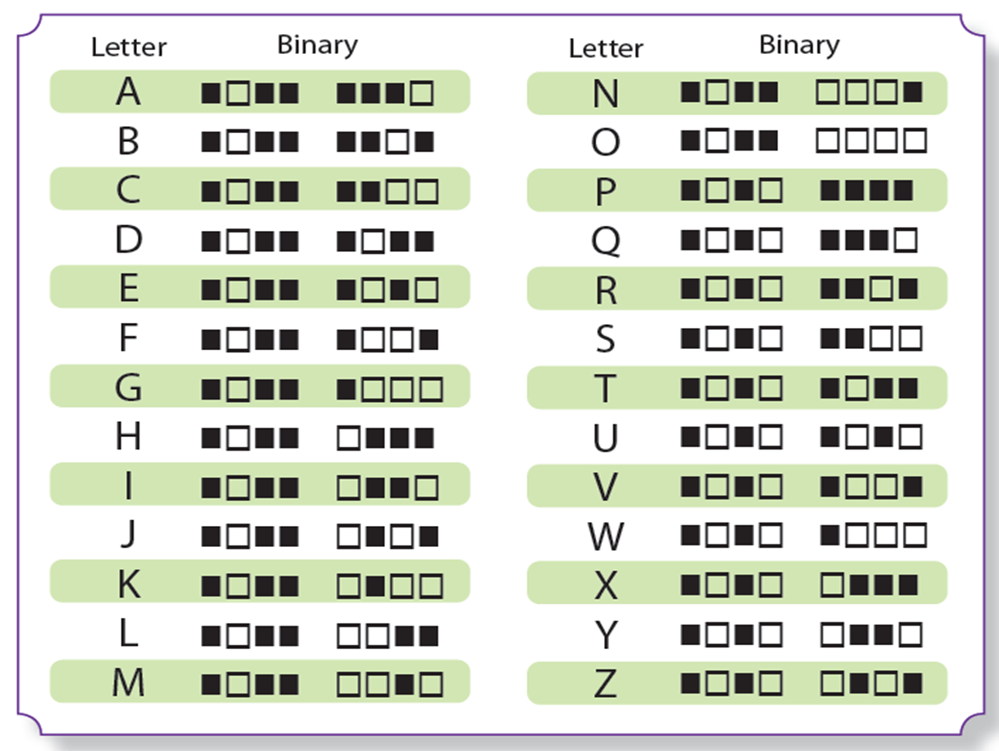 Letter Binary Letter Binary
A ■□■■ ■■■□ N ■□■■ □□□■
B ■□■■ ■■□■ O ■□■■ □□□□
C ■□■■ ■■□□ P ■□■□ ■■■■
D ■□■■ ■□■■ Q ■□■□ ■■■□
E ■□■■ ■□■□ R ■□■□ ■■□■
F ■□■■ ■□□■ S ■□■□ ■■□□
G ■□■■ ■□□□ T ■□■□ ■□■■
H ■□■■ □■■■ U ■□■□ ■□■□
I ■□■■ □■■□ V ■□■□ ■□□■
J ■□■■ □■□■ W ■□■□ ■□□□
K ■□■■ □■□□ X ■□■□ □■■■
L ■□■■ □□■■ Y ■□■□ □■■□
M ■□■■ □□■□ Z ■□■□ □■□■